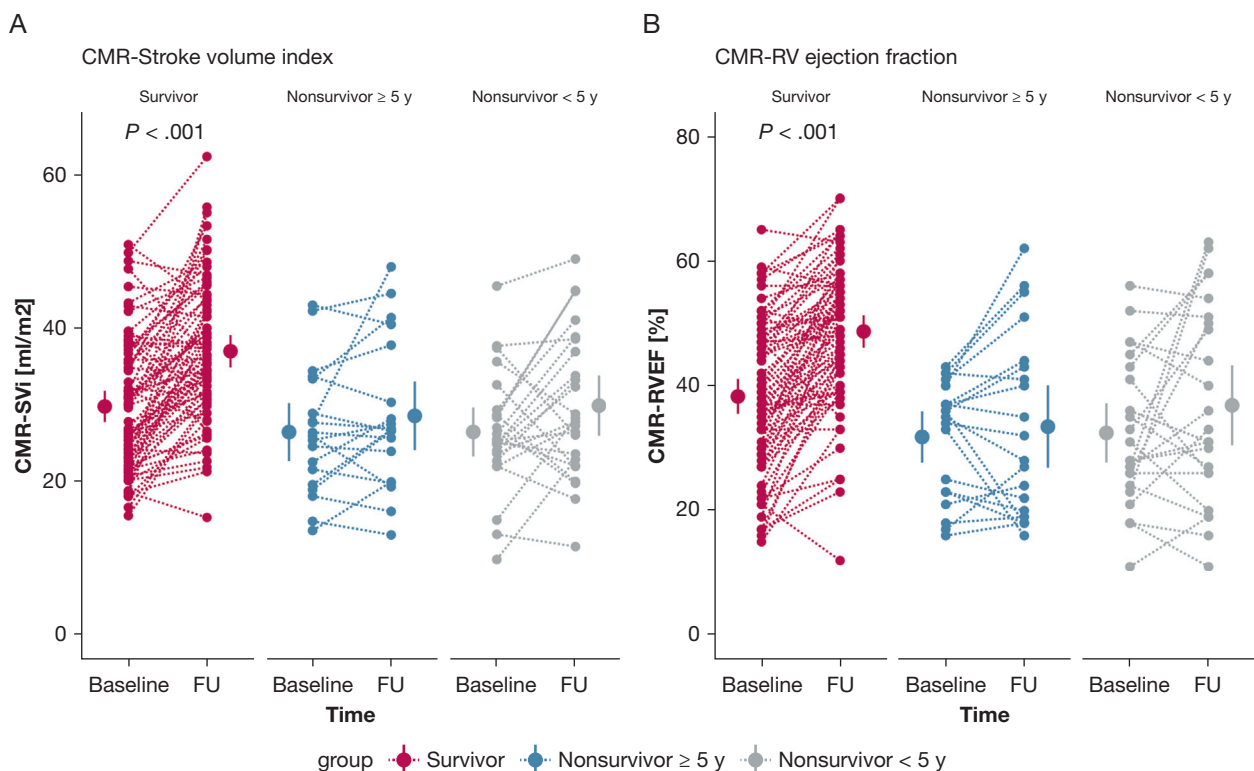 A
CMR-Stroke volume index
Survivor
Nonsurvivor ≥ 5 y
Nonsurvivor < 5 y
P < .001
60
40
20
0
CMR-SVi [ml/m2]
Baseline FU
Baseline FU
Baseline FU
Time
B
CMR-RV ejection fraction
Survivor
Nonsurvivor ≥ 5 y
Nonsurvivor < 5 y
P < .001
80
60
40
20
0
CMR-RVEF [%]
Baseline FU
Baseline FU
Baseline FU
Time
group Survivor Nonsurvivor ≥ 5 y Nonsurvivor < 5 y